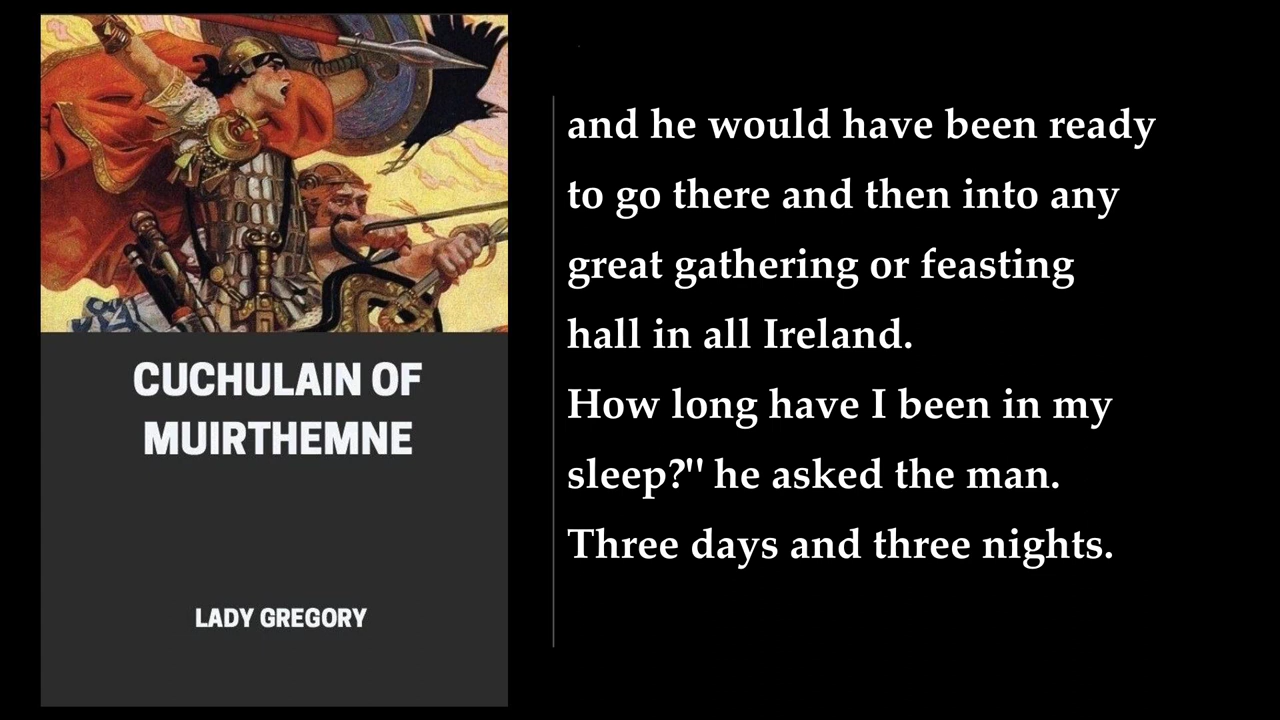 CUCHULAIN OF
MUIRTHEMNE
LADY GREGORY
and he would have been ready
to go there and then into any
great gathering or feasting
hall in all Ireland.
How long have I been in my
sleep?" he asked the man.
Three days and three nights.